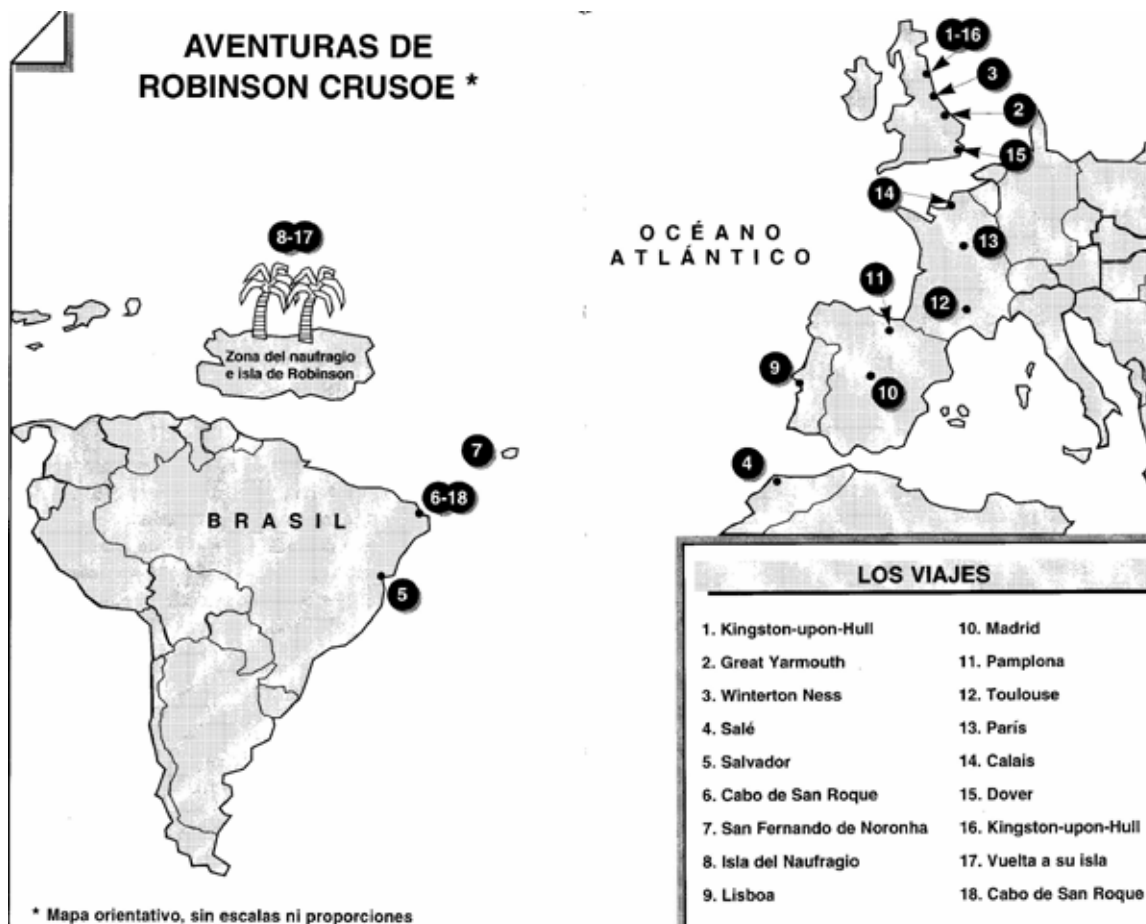 AVENTURAS DE
ROBINSON CRUSOE *
8-17
Zona del naufragio
e isla de Robinson
7
6-18
BRASIL
5
* Mapa orientativo, sin escalas ni proporciones
1-16
3
2
15
14
OCÉANO
ATLÁNTICO
13
11
12
9
10
4
LOS VIAJES
1. Kingston-upon-Hull
2. Great Yarmouth
3. Winterton Ness
4. Salé
5. Salvador
6. Cabo de San Roque
7. San Fernando de Noronha
8. Isla del Naufragio
9. Lisboa
10. Madrid
11. Pamplona
12. Toulouse
13. París
14. Calais
15. Dover
16. Kingston-upon-Hull
17. Vuelta a su isla
18. Cabo de San Roque